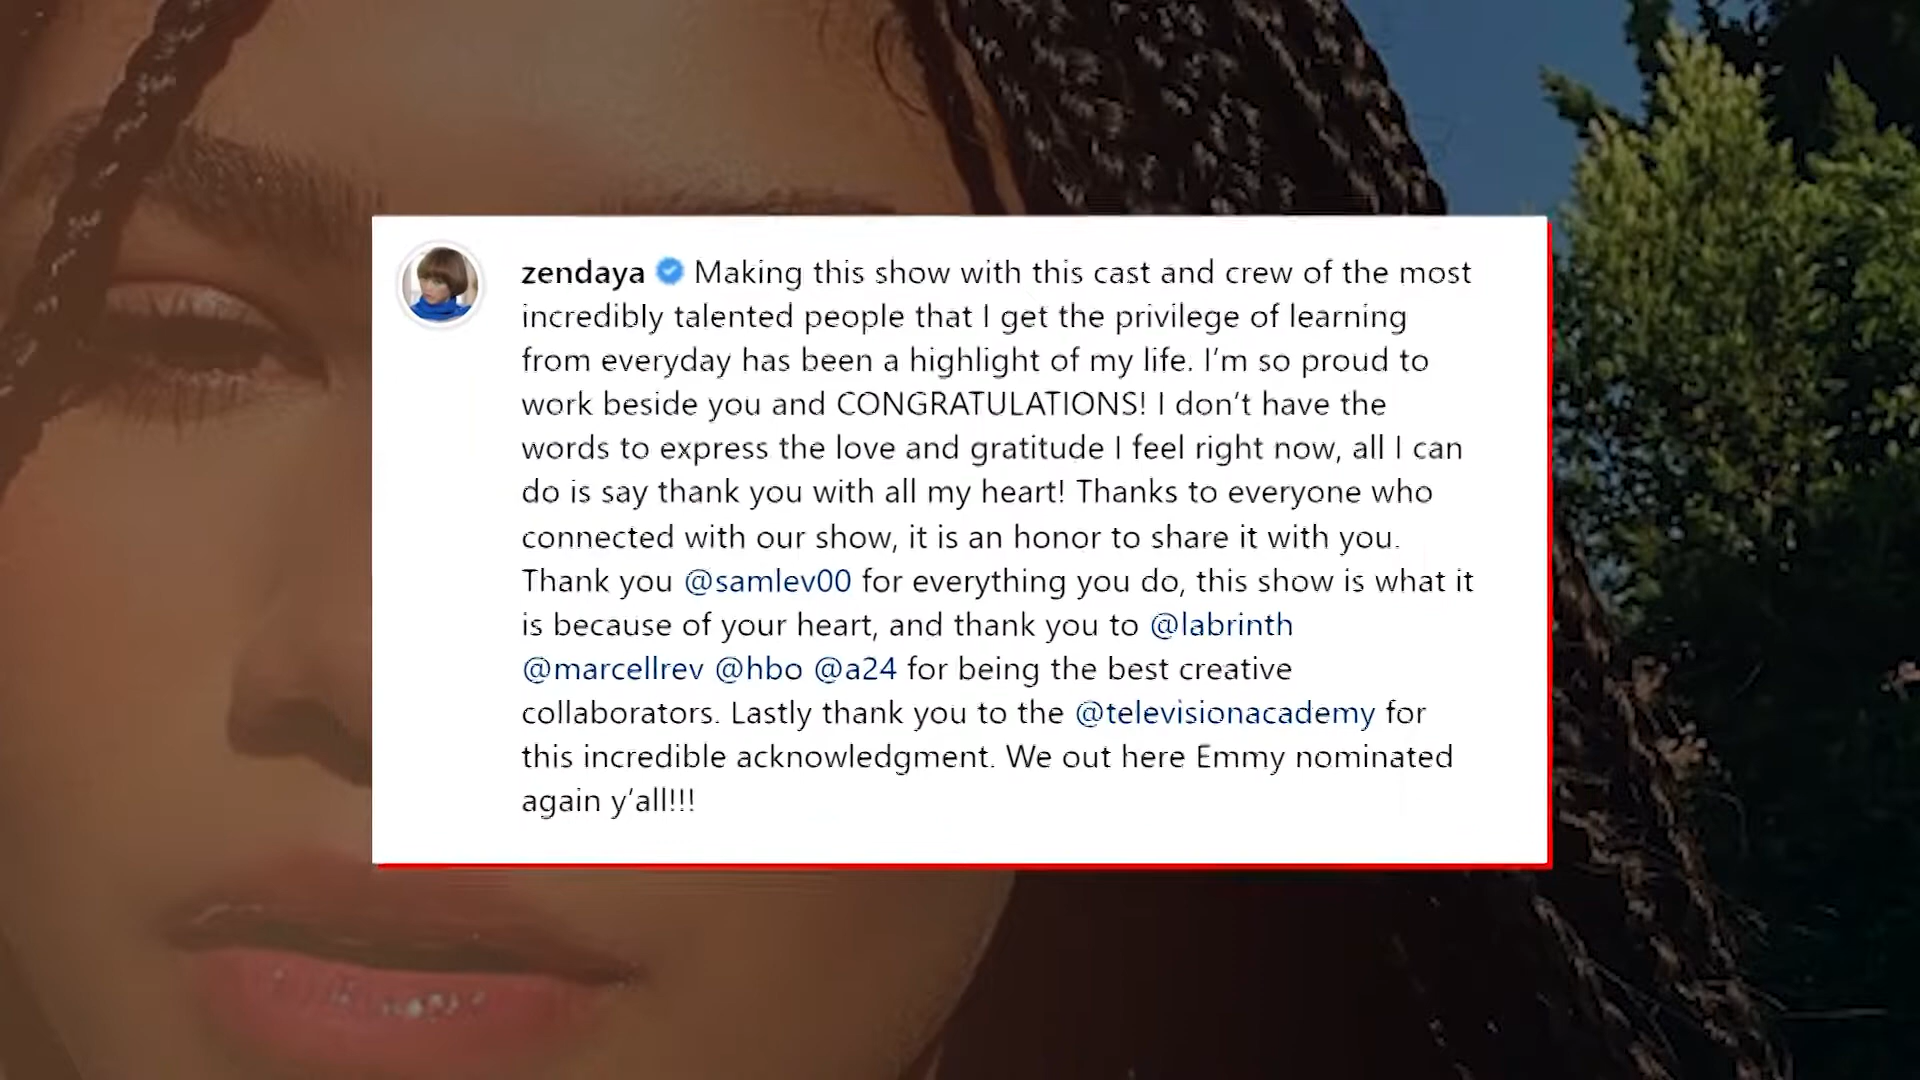 zendaya Making this show with this cast and crew of the most
incredibly talented people that I get the privilege of learning
from everyday has been a highlight of my life. I’m so proud to
work beside you and CONGRATULATIONS! I don’t have the
words to express the love and gratitude I feel right now, all I can
do is say thank you with all my heart! Thanks to everyone who
connected with our show, it is an honor to share it with you.
Thank you @samlev00 for everything you do, this show is what it
is because of your heart, and thank you to @labrinth
@marcellrev @hbo @a24 for being the best creative
collaborators. Lastly thank you to the @televisionacademy for
this incredible acknowledgment. We out here Emmy nominated
again y’all!!!